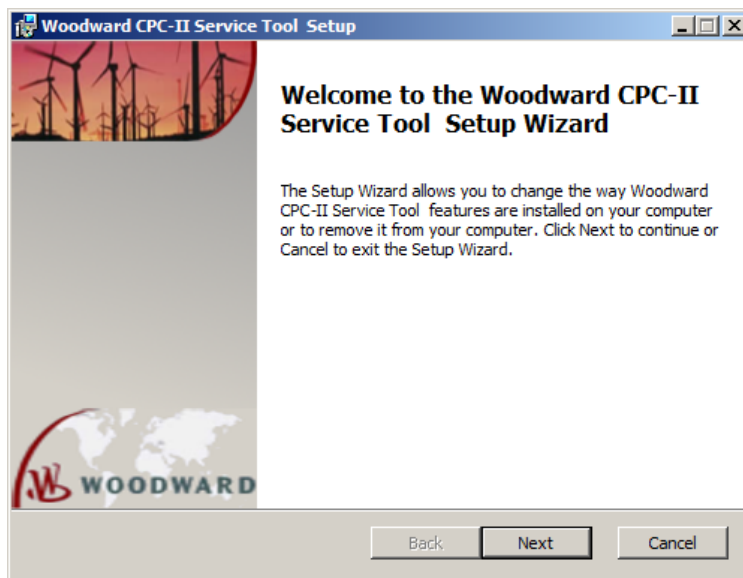 Woodward CPC-II Service Tool  Setup
Welcome to the Woodward CPC-II
Service Tool  Setup Wizard
The Setup Wizard allows you to change the way Woodward
CPC-II Service Tool  features are installed on your computer
or to remove it from your computer. Click Next to continue or
Cancel to exit the Setup Wizard.
WOODWARD
Back Next Cancel